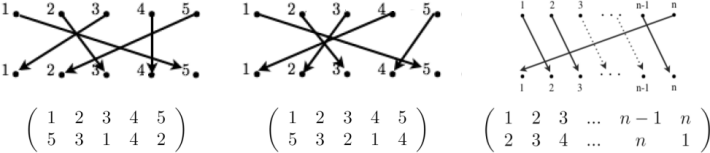 1 2 3 4 5 1 2 3 4 5 1 2 3 . . . n-1 n
1 2 3 4 5 1 2 3 4 5 1 2 3 . . . n-1 n
( 1 2 3 4 5 ) ( 1 2 3 4 5 ) ( 1 2 3 ... n − 1 n )
( 5 3 1 4 2 ) ( 5 3 2 1 4 ) ( 2 3 4 ... n 1 )